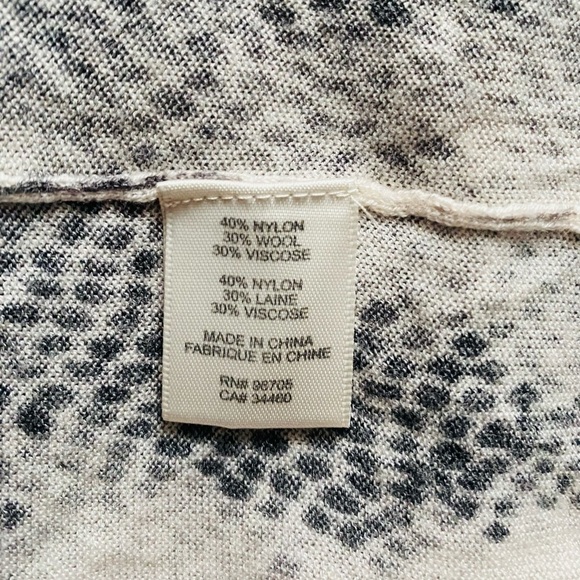 40% NYLON
30% WOOL
30% VISCOSE
40% NYLON
30% LAINE
30% VISCOSE
MADE IN CHINA
FABRIQUE EN CHINE
RN# 96705
CA# 34460